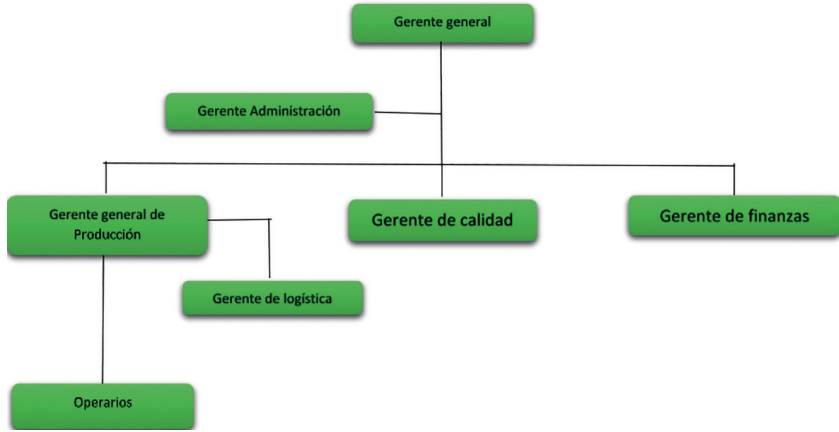 Gerente general
Gerente Administración
Gerente general de
Producción
Gerente de calidad
Gerente de finanzas
Gerente de logística
Operarios